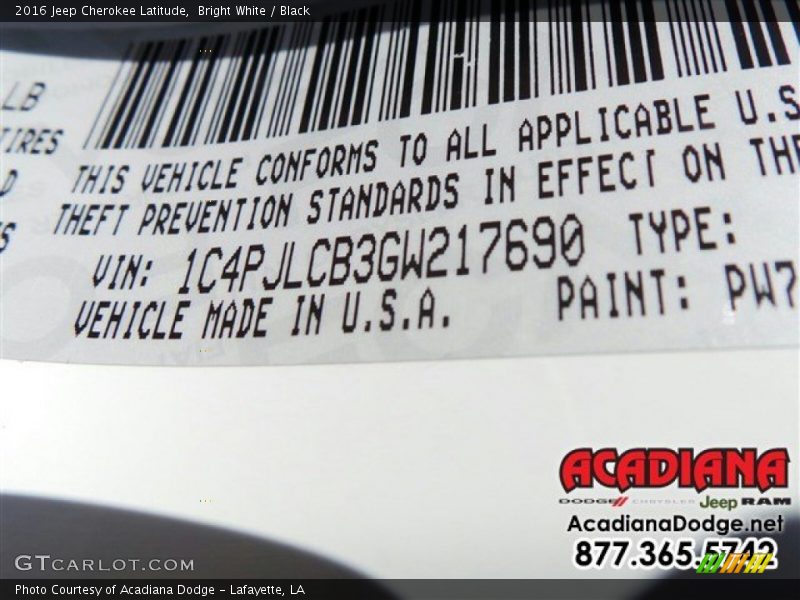 2016 Jeep Cherokee Latitude,  Bright White / Black
LB
TIRES
THIS VEHICLE CONFORMS TO ALL APPLICABLE U.S
THEFT PREVENTION STANDARDS IN EFFECT ON THE
VIN: 1C4PJLCB3GW217690 TYPE:
VEHICLE MADE IN U.S.A. PAINT: PW7
ACADIANA
DODGE CHRYSLER Jeep RAM
AcadianaDodge.net
877.365.5742
GTCARLOT.COM
Photo Courtesy of Acadiana Dodge – Lafayette, LA